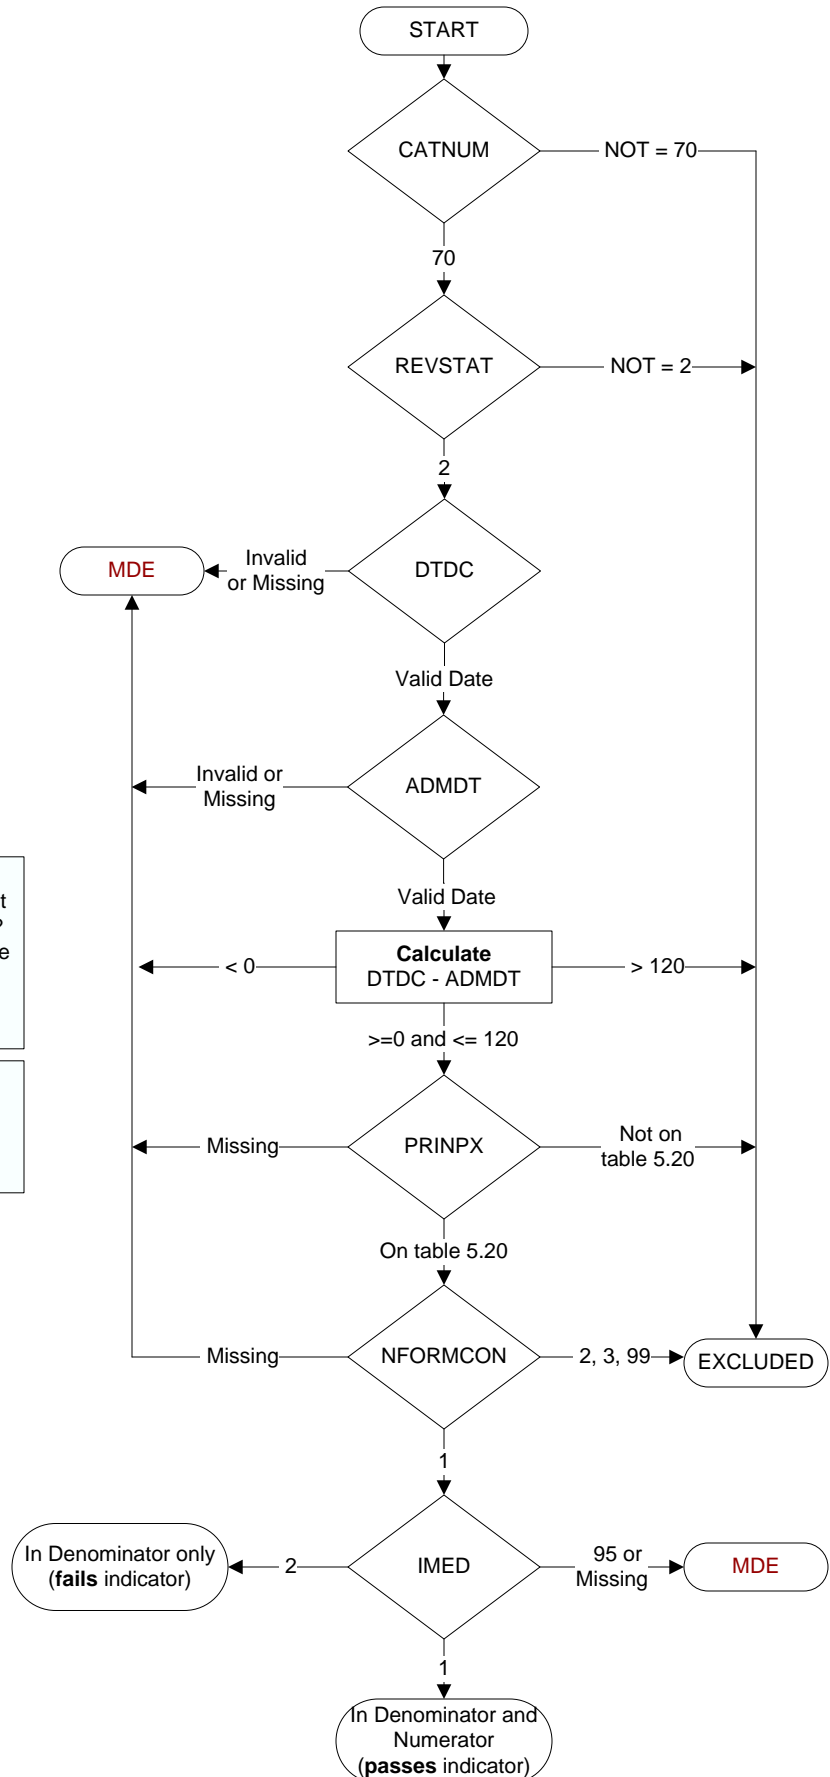 START
CATNUM
NOT = 70
70
REVSTAT
NOT = 2
2
MDE
Invalid
or Missing
DTDC
Valid Date
Invalid or
Missing
ADMDT
Valid Date
< 0
Calculate
DTDC - ADMDT
> 120
>=0 and <= 120
Missing
PRINPX
Not on
table 5.20
On table 5.20
Missing
NFORMCON
2, 3, 99
EXCLUDED
1
In Denominator only
(fails indicator)
2
IMED
95 or
Missing
MDE
1
In Denominator and
Numerator
(passes indicator)